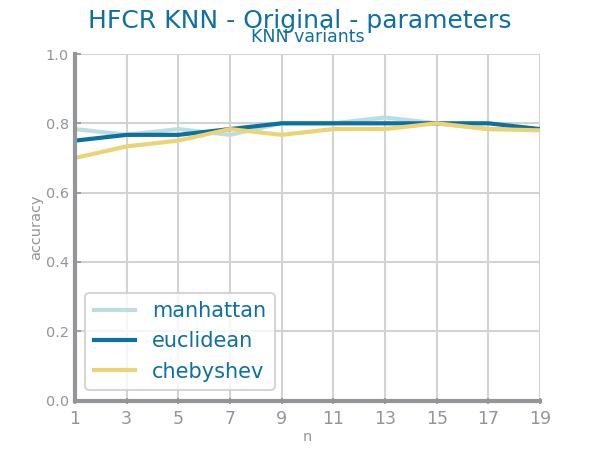 HFCR KNN - Original - parameters
KNN variants
1.0
0.8
0.6
0.4
0.2
0.0
accuracy
manhattan
euclidean
chebyshev
1 3 5 7 9 11 13 15 17 19
n